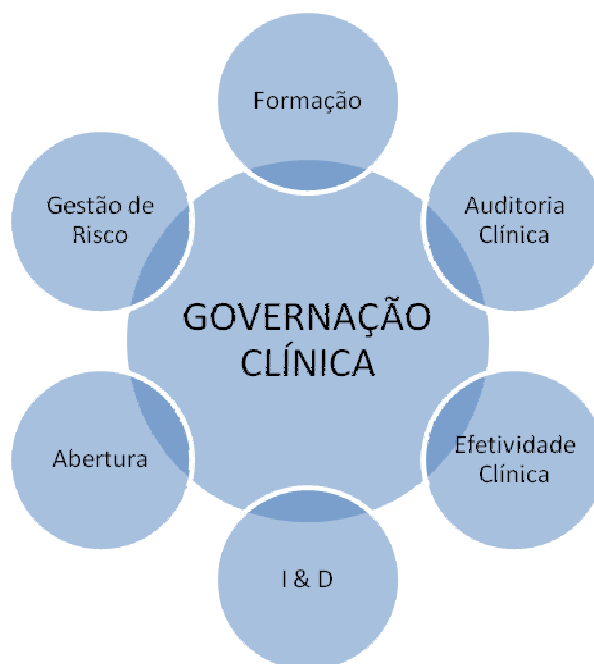 Formação
Gestão de
Risco
Auditoria
Clínica
GOVERNAÇÃO
CLÍNICA
Abertura
Efetividade
Clínica
I & D